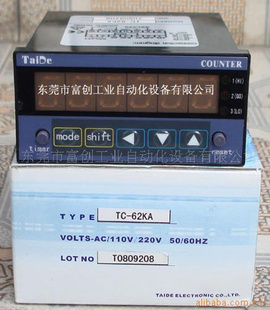 TaiDe
COUNTER
东莞市富创工业自动化设备有限公司
mode shift
timer
reset
东莞市富创工业自动化设备有限公司
TYPE TC-62KA
VOLTS-AC/110V 220V 50/60HZ
LOT NO T0809208
TAIDE ELECTRONIC CO.,LTD.